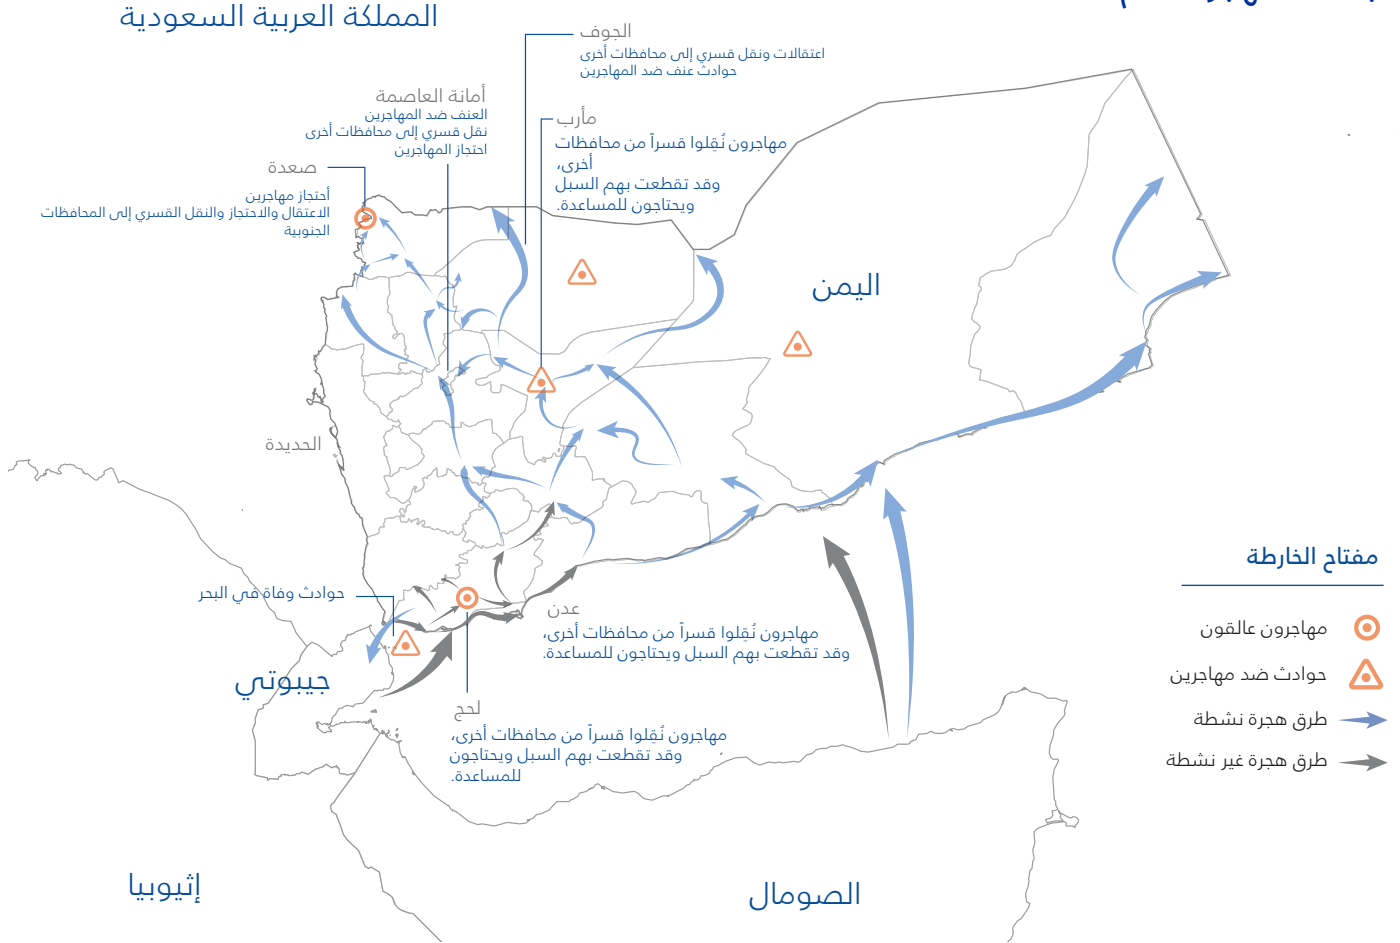 المملكة العربية السعودية
الجوف
اعتقالات ونقل قسري إلى محافظات أخرى
حوادث عنف ضد المهاجرين
أمانة العاصمة
العنف ضد المهاجرين
نقل قسري إلى محافظات أخرى
احتجاز المهاجرين
مأرب
مهاجرون نُقِلوا قسراً من محافظات
أخرى،
وقد تقطعت بهم السبل
ويحتاجون للمساعدة.
صعدة
أحتجاز مهاجرين
الاعتقال والاحتجاز والنقل القسري إلى المحافظات
الجنوبية
اليمن
الحديدة
حوادث وفاة في البحر
عدن
مهاجرون نُقِلوا قسراً من محافظات أخرى،
وقد تقطعت بهم السبل ويحتاجون للمساعدة.
جيبوتي
لحج
مهاجرون نُقِلوا قسراً من محافظات أخرى،
وقد تقطعت بهم السبل ويحتاجون
للمساعدة.
مفتاح الخارطة
مهاجرون عالقون
حوادث ضد مهاجرين
طرق هجرة نشطة
طرق هجرة غير نشطة
إثيوبيا
الصومال